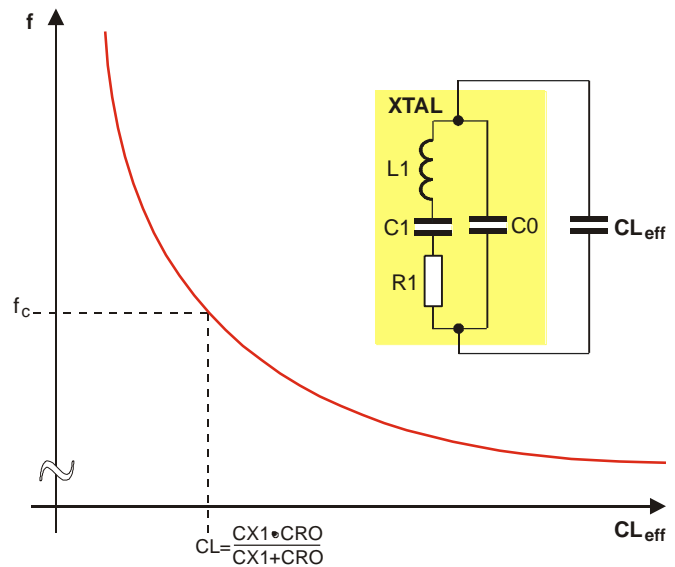 f
XTAL
L1
C1
C0
CLeff
R1
fc
CLeff
CL=CX1•CRO
CX1+CRO